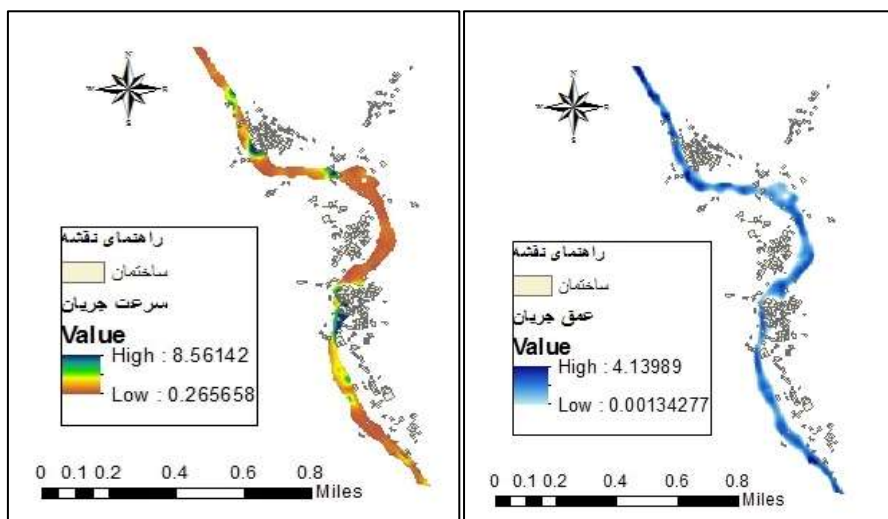 N
W E
S
راهنمای نقشه
ساختمان
سرعت جریان
Value
High : 8.56142
Low : 0.265658
0 0.1 0.2 0.4 0.6 0.8
Miles
N
W E
S
راهنمای نقشه
ساختمان
عمق جریان
Value
High : 4.13989
Low : 0.00134277
0 0.1 0.2 0.4 0.6 0.8
Miles